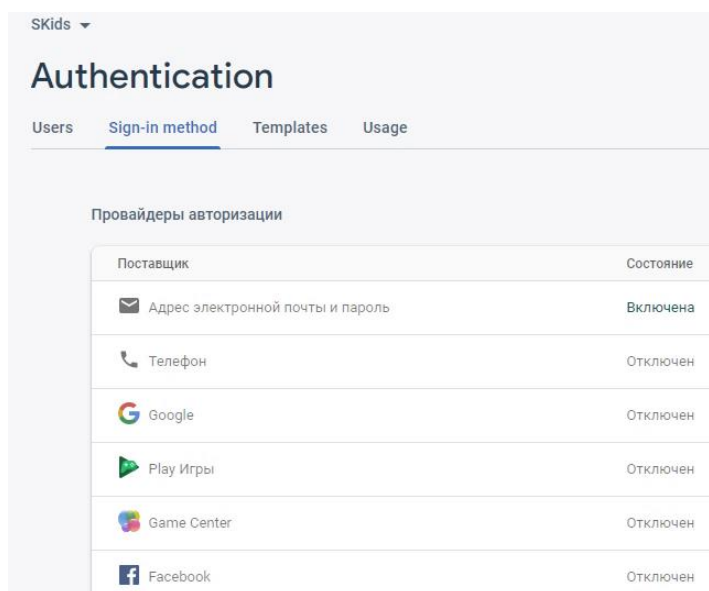 SKids
Authentication
Users Sign-in method Templates Usage
Провайдеры авторизации
Поставщик Состояние
Адрес электронной почты и пароль Включена
Телефон Отключен
Google Отключен
Play Игры Отключен
Game Center Отключен
Facebook Отключен